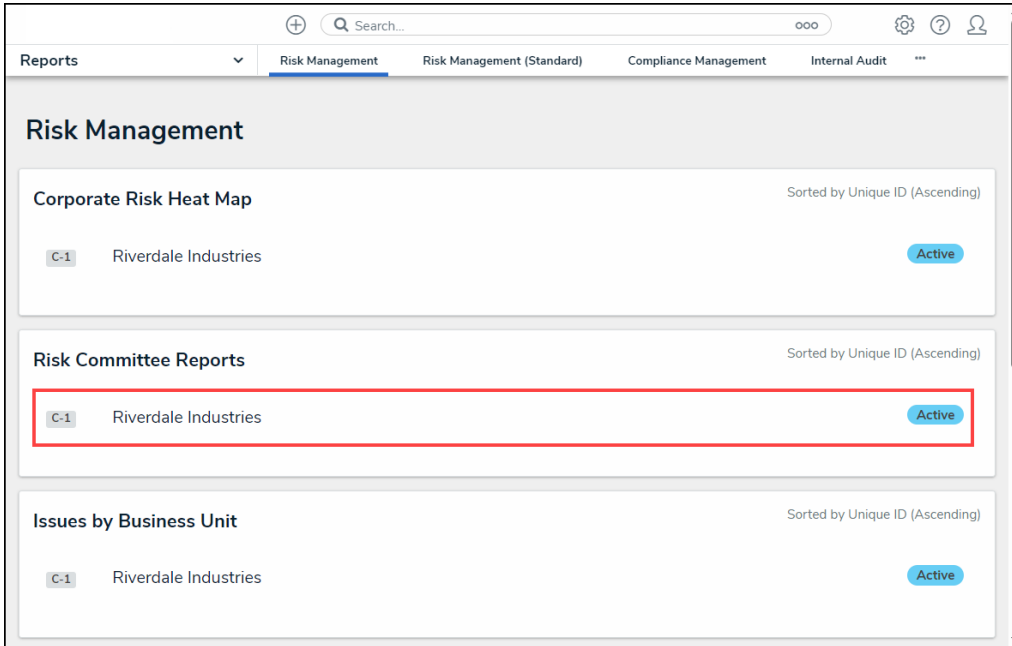 Search...
Reports
Risk Management
Risk Management (Standard)
Compliance Management
Internal Audit
Risk Management
Corporate Risk Heat Map
Sorted by Unique ID (Ascending)
C-1 Riverdale Industries Active
Risk Committee Reports
Sorted by Unique ID (Ascending)
C-1 Riverdale Industries Active
Issues by Business Unit
Sorted by Unique ID (Ascending)
C-1 Riverdale Industries Active